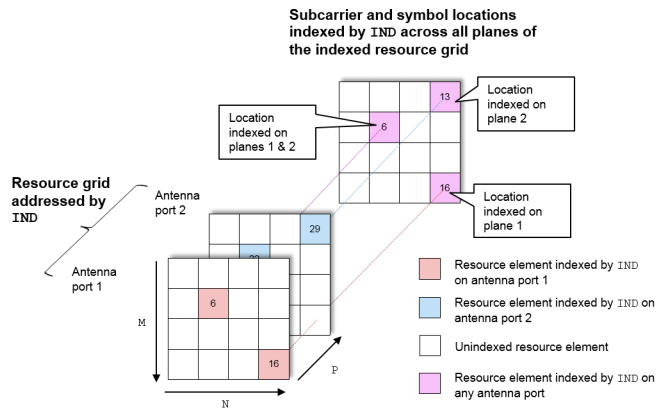 Subcarrier and symbol locations
indexed by IND across all planes of
the indexed resource grid
13
Location
indexed on
plane 2
Location
indexed on
planes 1 & 2
6
16
Location
indexed on
plane 1
Resource grid
addressed by
IND
Antenna
port 2
Antenna
port 1
29
6
16
M
N
P
Resource element indexed by IND
on antenna port 1
Resource element indexed by IND on
antenna port 2
Unindexed resource element
Resource element indexed by IND on
any antenna port